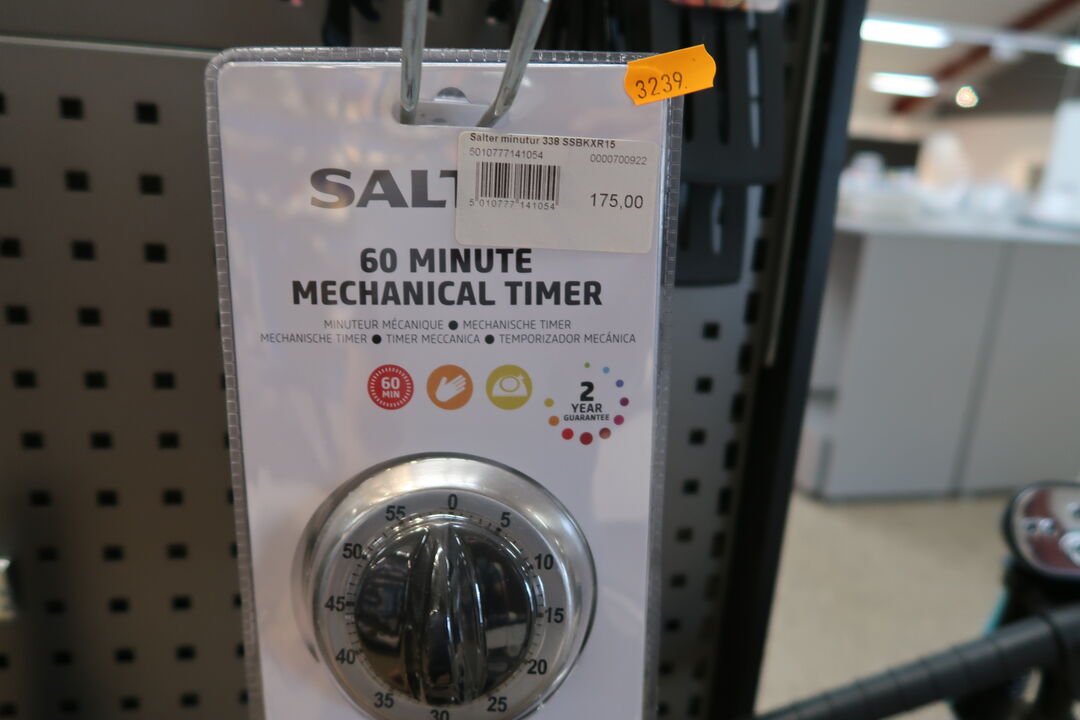 3239.
Salter minutur 338 SSBKXR15
5010777141054 0000700922
5 010777 141054
175,00
SALT
60 MINUTE
MECHANICAL TIMER
MINUTEUR MÉCANIQUE ● MECHANISCHE TIMER
MECHANISCHE TIMER ● TIMER MECCANICA ● TEMPORIZADOR MECÁNICA
60
MIN
2
YEAR
GUARANTEE
0
5
10
15
20
25
30
35
40
45
50
55